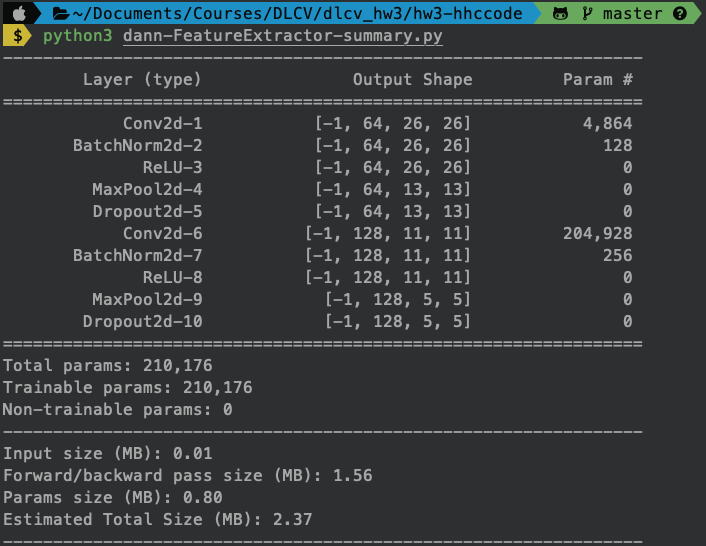 ~/Documents/Courses/DLCV/dlcv_hw3/hw3-hhccode master ?
$ python3 dann-FeatureExtractor-summary.py
----------------------------------------------------------------
Layer (type) Output Shape Param #
================================================================
Conv2d-1 [-1, 64, 26, 26] 4,864
BatchNorm2d-2 [-1, 64, 26, 26] 128
ReLU-3 [-1, 64, 26, 26] 0
MaxPool2d-4 [-1, 64, 13, 13] 0
Dropout2d-5 [-1, 64, 13, 13] 0
Conv2d-6 [-1, 128, 11, 11] 204,928
BatchNorm2d-7 [-1, 128, 11, 11] 256
ReLU-8 [-1, 128, 11, 11] 0
MaxPool2d-9 [-1, 128, 5, 5] 0
Dropout2d-10 [-1, 128, 5, 5] 0
================================================================
Total params: 210,176
Trainable params: 210,176
Non-trainable params: 0
----------------------------------------------------------------
Input size (MB): 0.01
Forward/backward pass size (MB): 1.56
Params size (MB): 0.80
Estimated Total Size (MB): 2.37
----------------------------------------------------------------